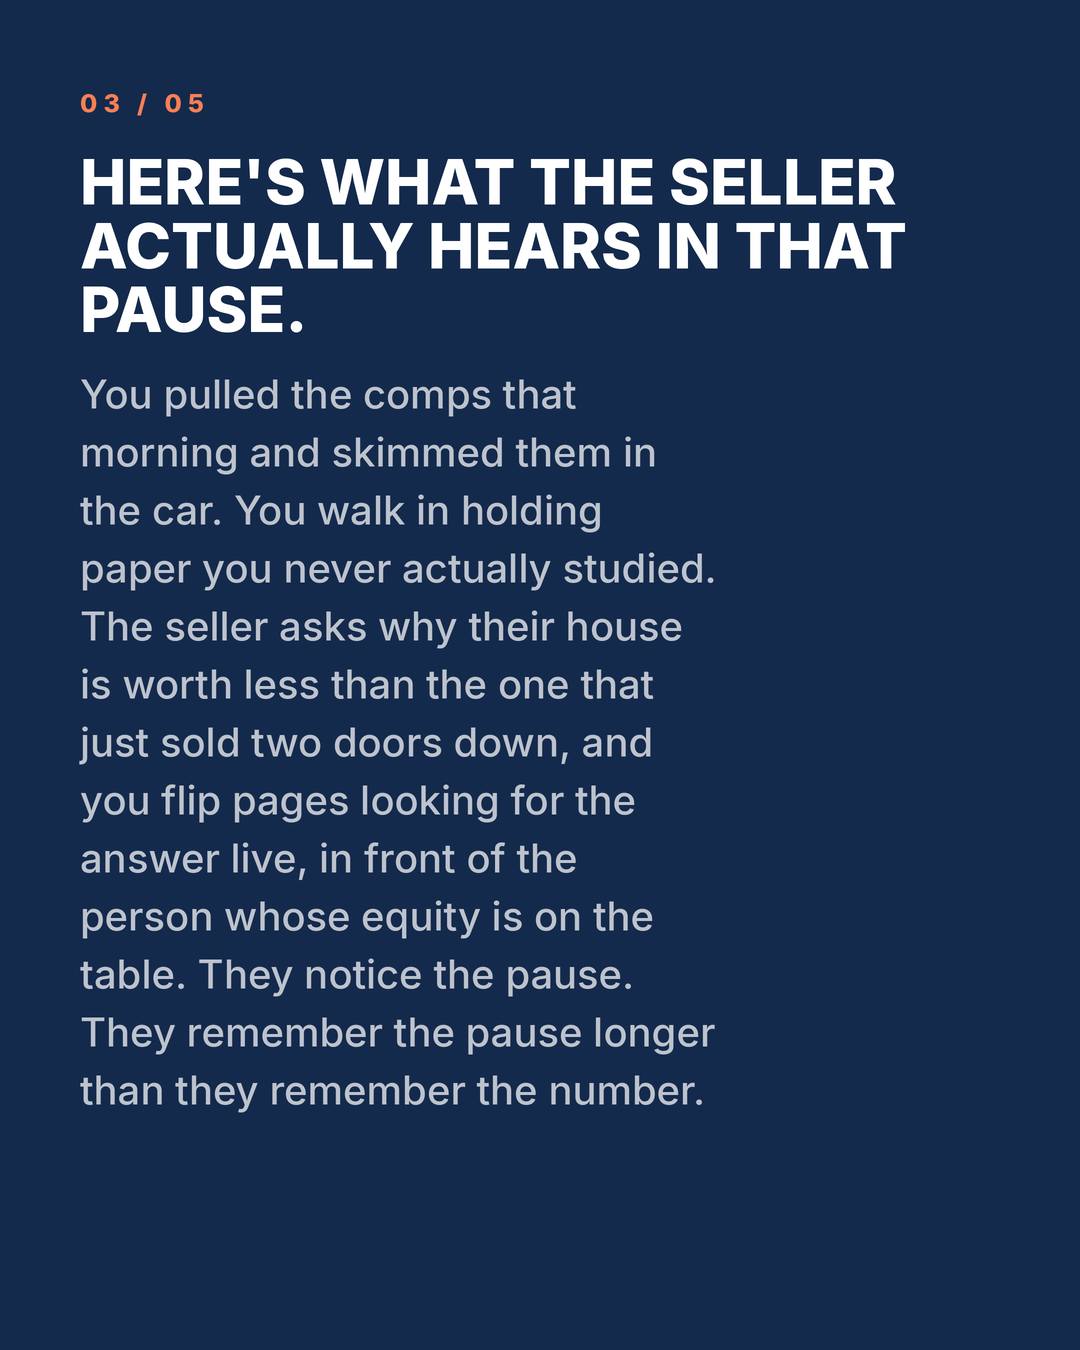 03 / 05
HERE'S WHAT THE SELLER
ACTUALLY HEARS IN THAT
PAUSE.
You pulled the comps that
morning and skimmed them in
the car. You walk in holding
paper you never actually studied.
The seller asks why their house
is worth less than the one that
just sold two doors down, and
you flip pages looking for the
answer live, in front of the
person whose equity is on the
table. They notice the pause.
They remember the pause longer
than they remember the number.